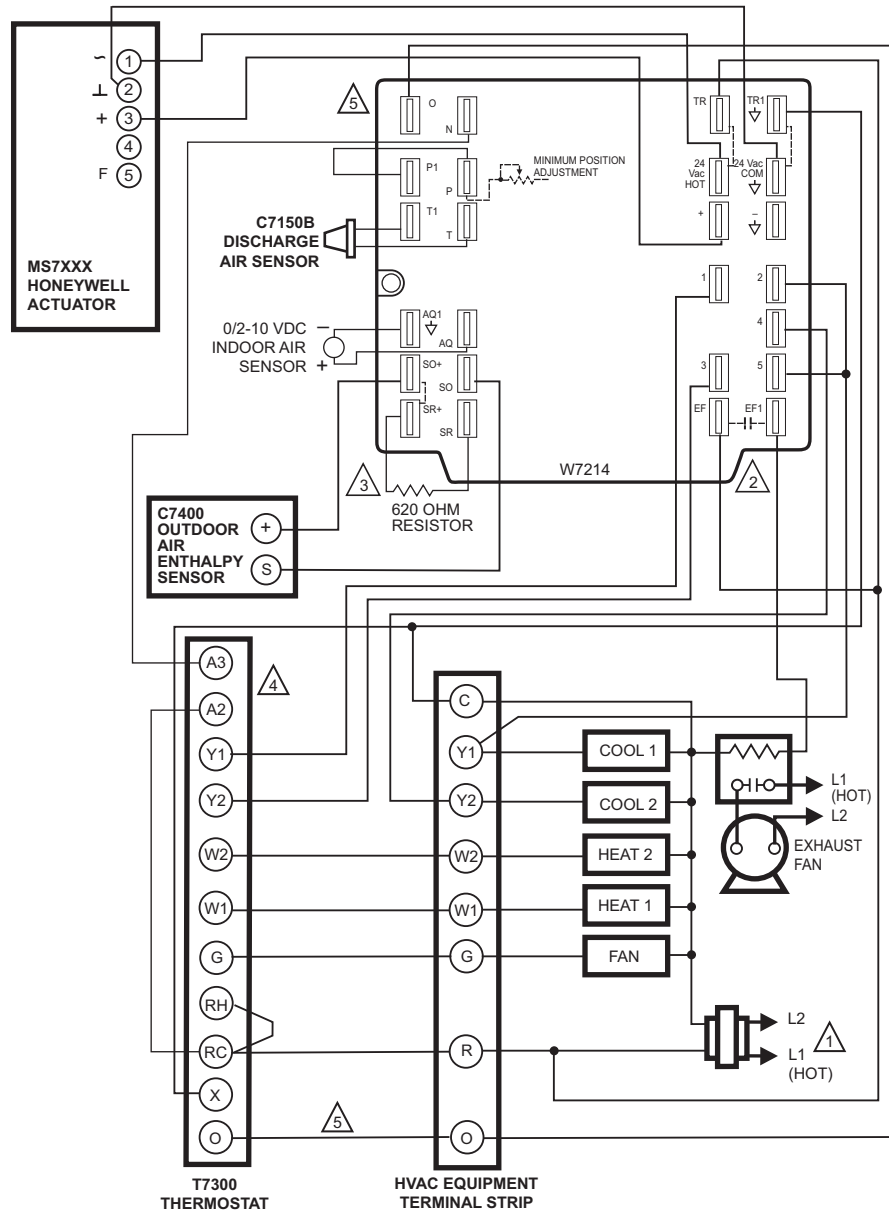 ~ 1
⊥ 2
+ 3
4
F 5
MS7XXX
HONEYWELL
ACTUATOR
5
O
N
P1
P
T1
T
MINIMUM POSITION
ADJUSTMENT
C7150B
DISCHARGE
AIR SENSOR
TR
TR1
24
Vac
HOT
24 Vac
COM
+
–
1
2
4
3
5
EF
EF1
0/2-10 VDC
INDOOR AIR
SENSOR
–
+
AQ1
AQ
SO+
SO
SR+
SR
3
620 OHM
RESISTOR
W7214
2
C7400
OUTDOOR
AIR
ENTHALPY
SENSOR
+
S
A3
A2
Y1
Y2
W2
W1
G
RH
RC
X
O
4
5
T7300
THERMOSTAT
C
Y1
Y2
W2
W1
G
R
O
HVAC EQUIPMENT
TERMINAL STRIP
COOL 1
COOL 2
HEAT 2
HEAT 1
FAN
L1
(HOT)
L2
EXHAUST
FAN
L2
L1
(HOT)
1